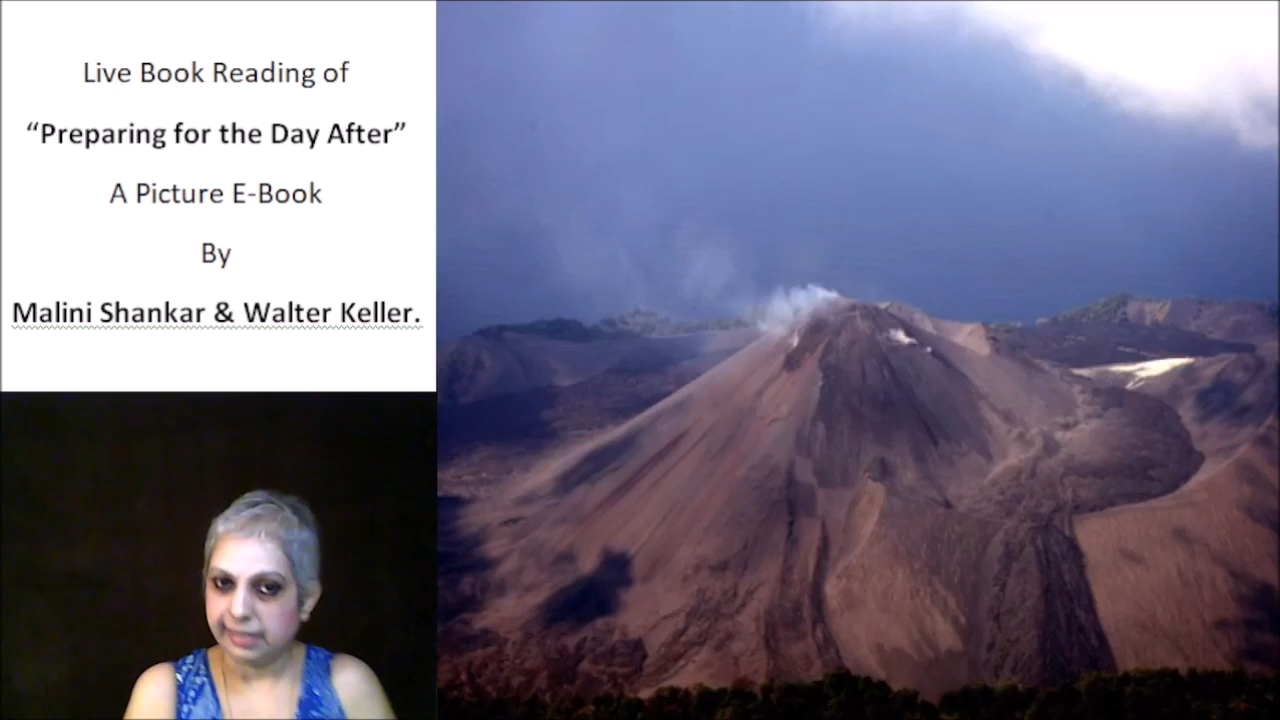 Live Book Reading of
“Preparing for the Day After”
A Picture E-Book
By
Malini Shankar & Walter Keller.